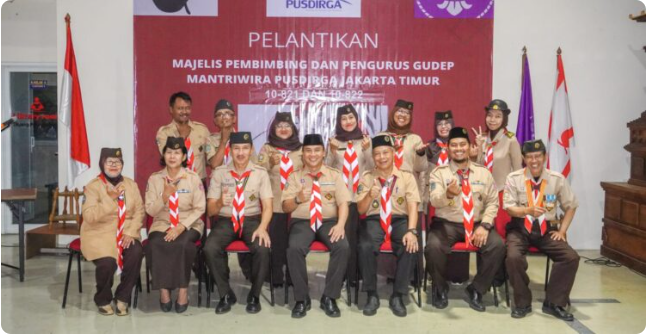 PUSDIRGA
PELANTIKAN
MAJELIS PEMBIMBING DAN PENGURUS GUDEP
MANTRIWIRA PUSDIRGA JAKARTA TIMUR
10-821 DAN 10-822